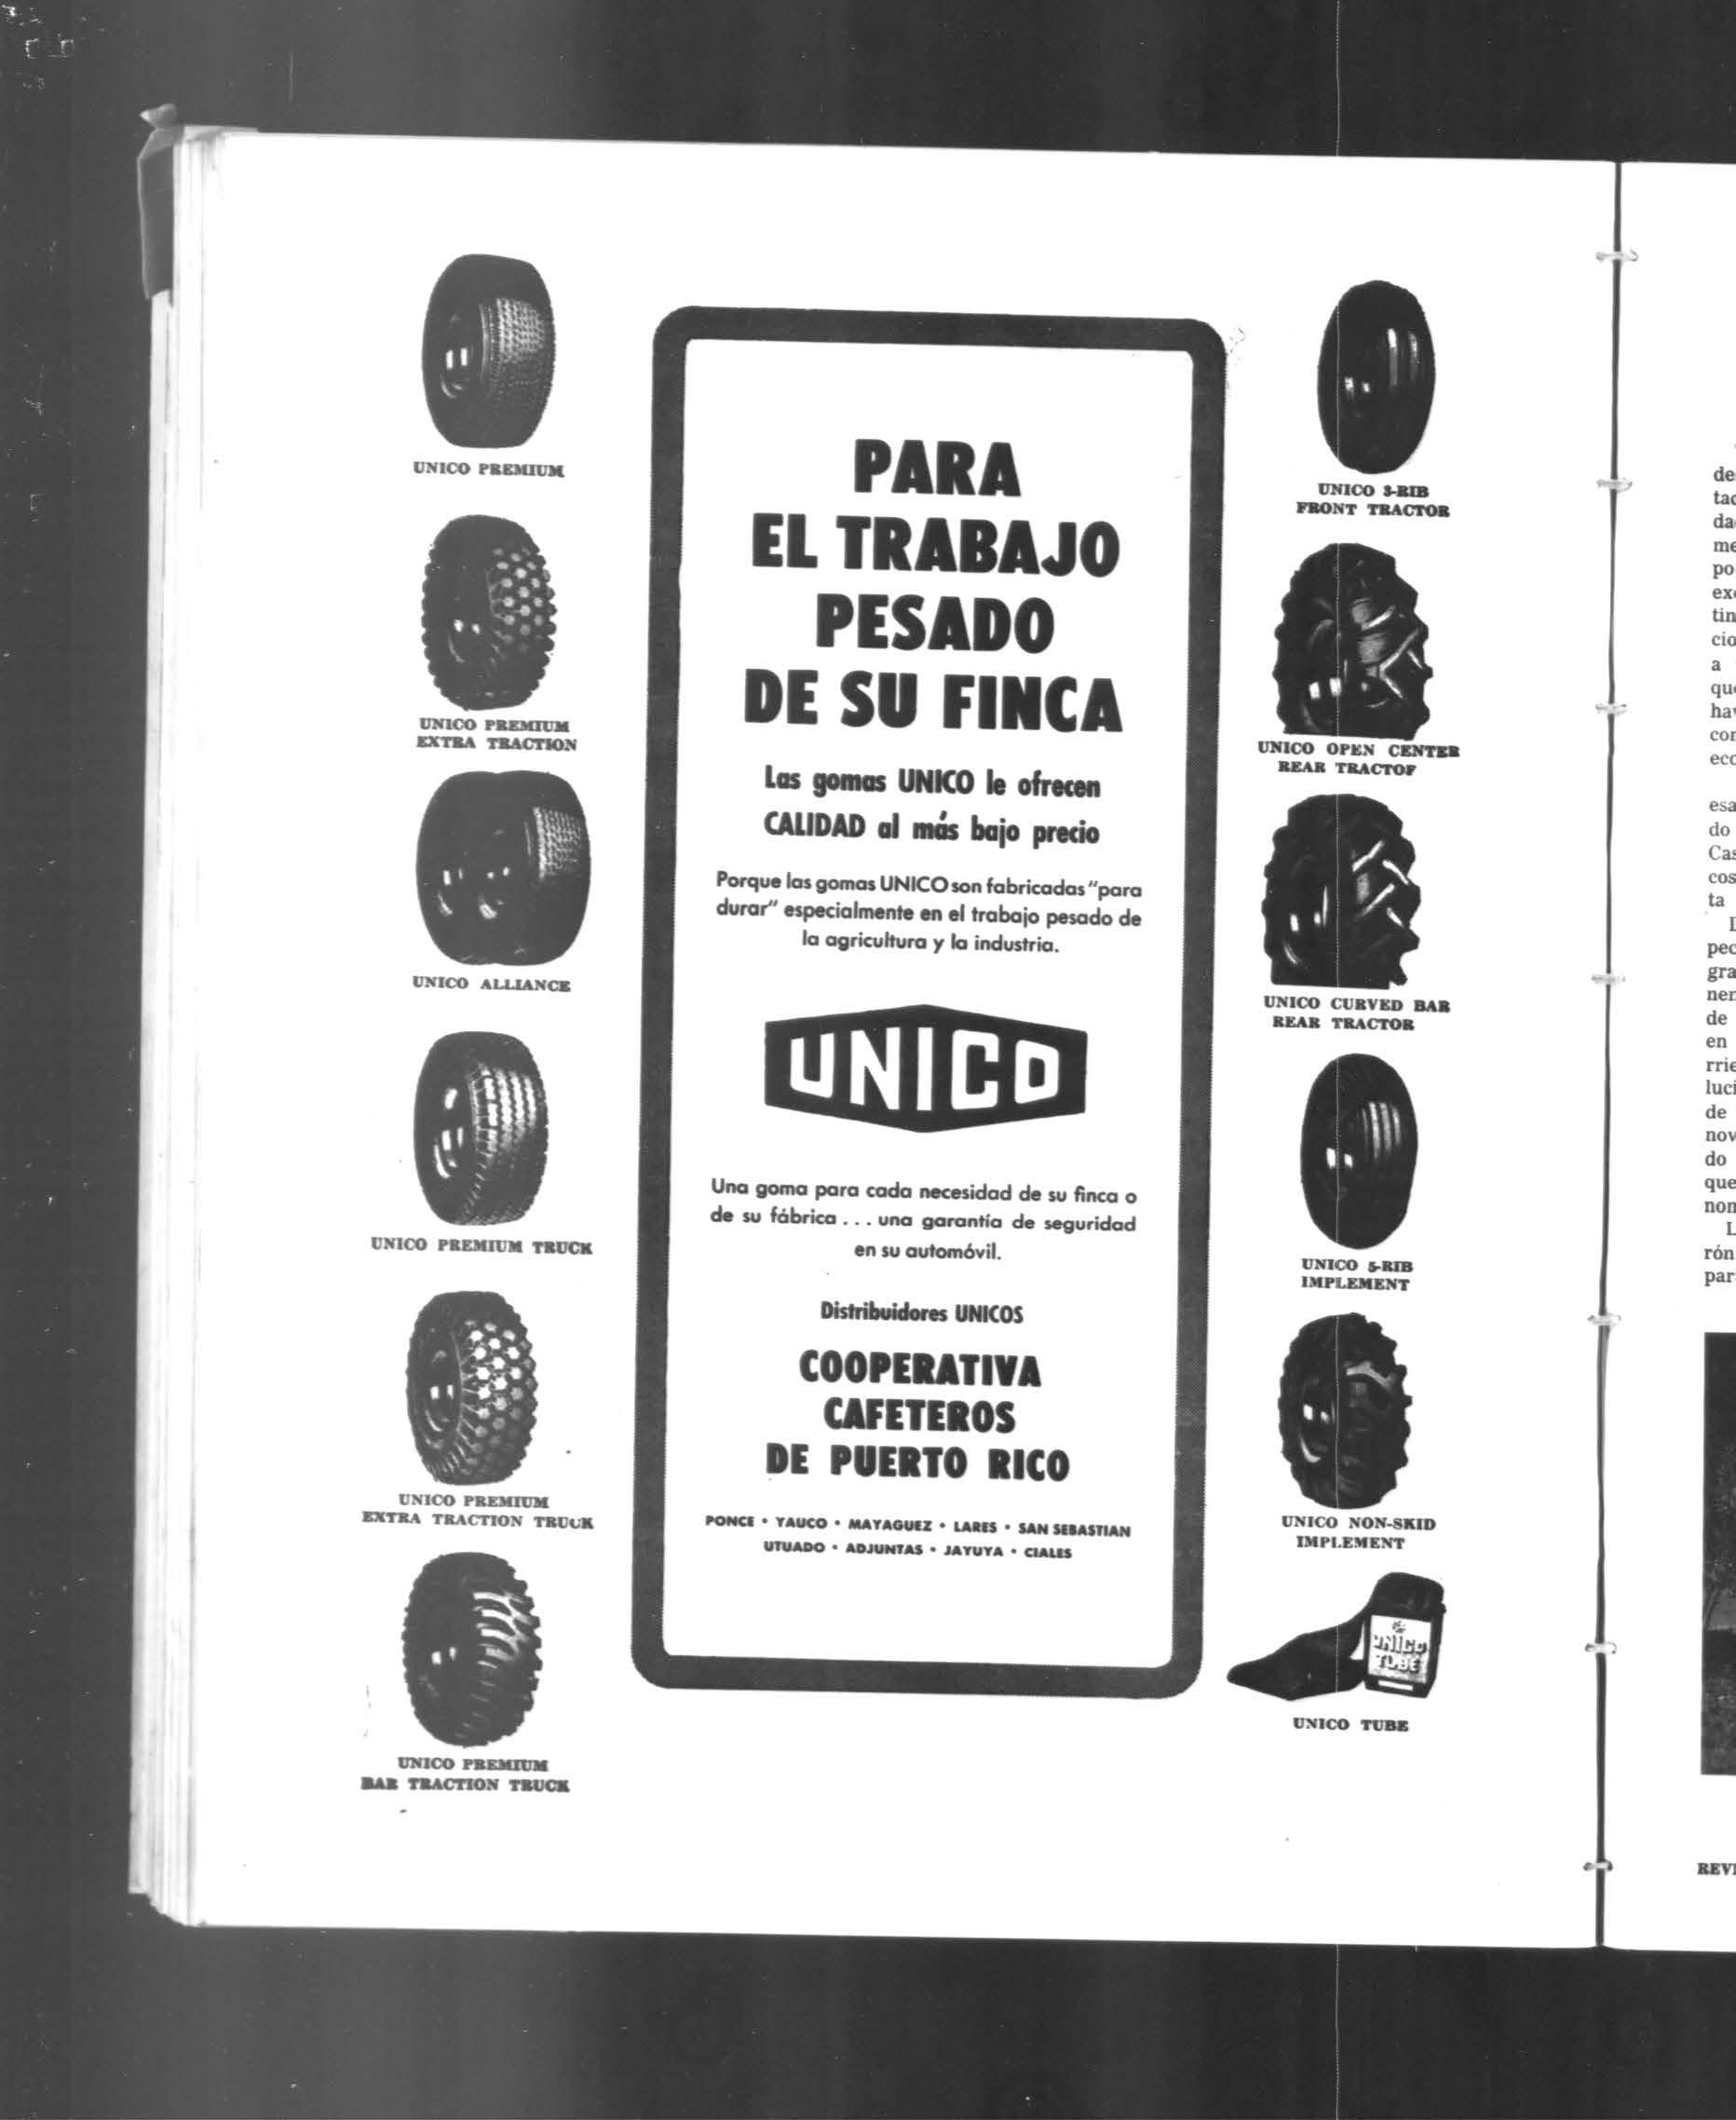 UNICO PREMIUM
UNICO PREMIUM
EXTRA TRACTION
UNICO ALLIANCE
UNICO PREMIUM TRUCK
UNICO PREMIUM
EXTRA TRACTION TRUCK
UNICO PREMIUM
BAR TRACTION TRUCK
PARA
EL TRABAJO
PESADO
DE SU FINCA
Las gomas UNICO le ofrecen
CALIDAD al más bajo precio
Porque las gomas UNICO son fabricadas "para
durar" especialmente en el trabajo pesado de
la agricultura y la industria.
UNICO
Una goma para cada necesidad de su finca o
de su fábrica . . . una garantía de seguridad
en su automóvil.
Distribuidores UNICOS
COOPERATIVA
CAFETEROS
DE PUERTO RICO
PONCE • YAUCO • MAYAGUEZ • LARES • SAN SEBASTIAN
UTUADO • ADJUNTAS • JAYUYA • CIALES
UNICO 3-RIB
FRONT TRACTOR
UNICO OPEN CENTER
REAR TRACTOR
UNICO CURVED BAR
REAR TRACTOR
UNICO 5-RIB
IMPLEMENT
UNICO NON-SKID
IMPLEMENT
UNICO
TUBE
UNICO TUBE